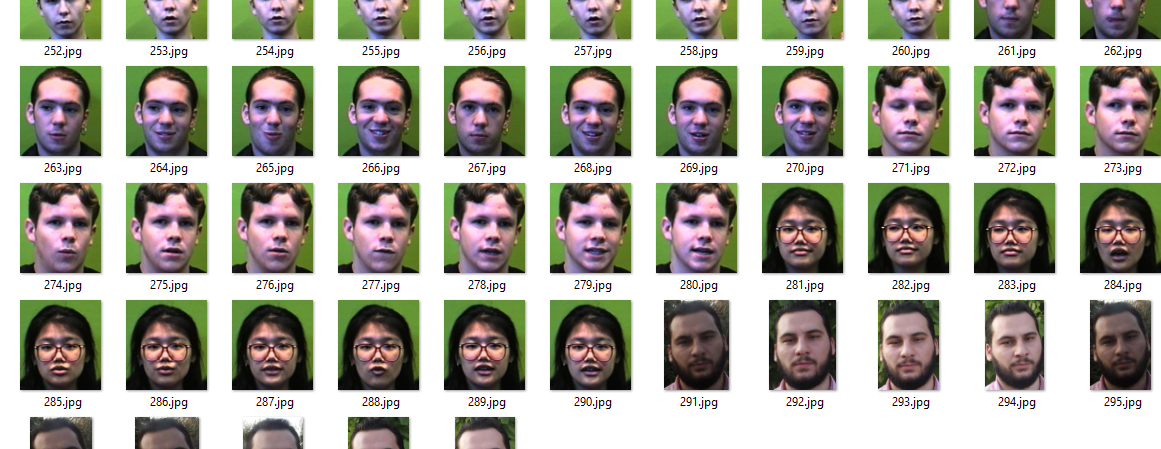 252.jpg 253.jpg 254.jpg 255.jpg 256.jpg 257.jpg 258.jpg 259.jpg 260.jpg 261.jpg 262.jpg
263.jpg 264.jpg 265.jpg 266.jpg 267.jpg 268.jpg 269.jpg 270.jpg 271.jpg 272.jpg 273.jpg
274.jpg 275.jpg 276.jpg 277.jpg 278.jpg 279.jpg 280.jpg 281.jpg 282.jpg 283.jpg 284.jpg
285.jpg 286.jpg 287.jpg 288.jpg 289.jpg 290.jpg 291.jpg 292.jpg 293.jpg 294.jpg 295.jpg